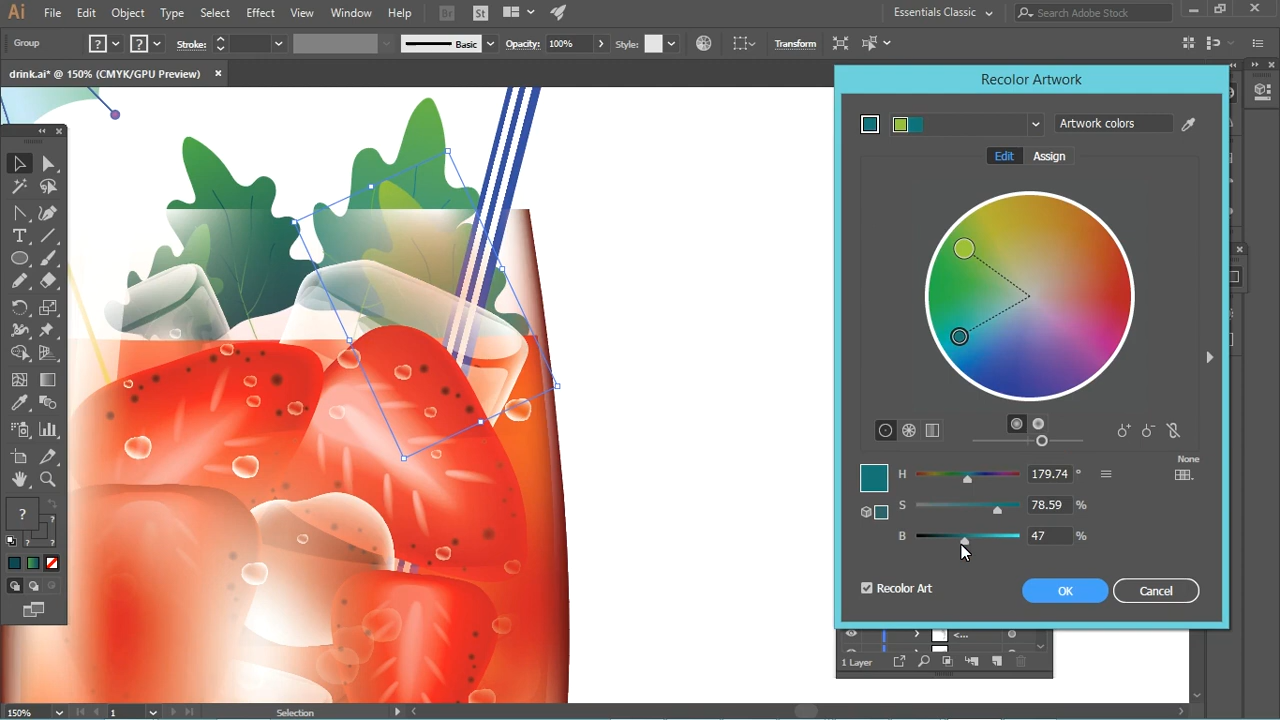 Ai File Edit Object Type Select Effect View Window Help Br St Essentials Classic Search Adobe Stock
Group ? ? Stroke: Basic Opacity: 100% Style: Transform
drink.ai* @ 150% (CMYK/GPU Preview)
Recolor Artwork
Artwork colors
Edit Assign
None
H 179.74 °
S 78.59 %
B 47 %
Recolor Art OK Cancel
?
?
?
<...
1 Layer
150% 1 Selection